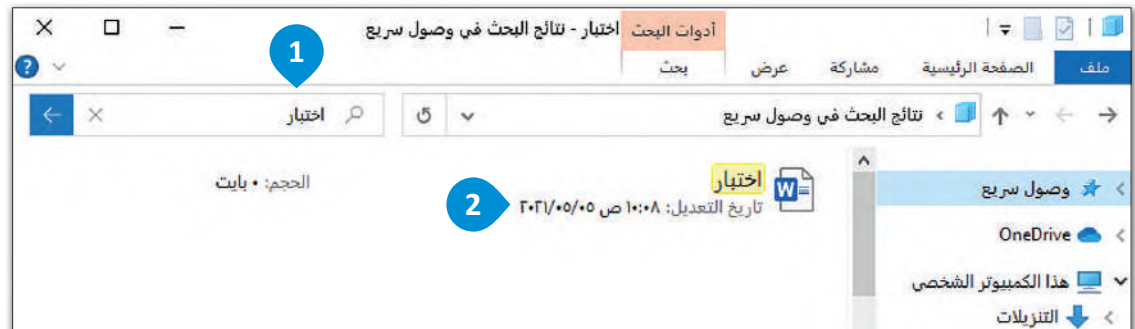 أدوات البحث اختبار - نتائج البحث في وصول سريع
ملف الصفحة الرئيسية مشاركة عرض بحث
نتائج البحث في وصول سريع اختبار
1
وصول سريع
OneDrive
هذا الكمبيوتر الشخصي
التنزيلات
اختبار
تاريخ التعديل: ١٠:٠٨ ص ٢٠٢١/٠٥/٠٥
2
الحجم: ٠ بايت